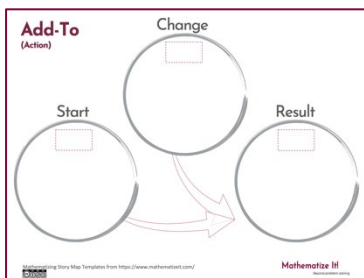 Add-To
(Action)
Change
Start
Result
Mathematizing Story Map Templates from https://www.mathematizeit.com/
Mathematize It!